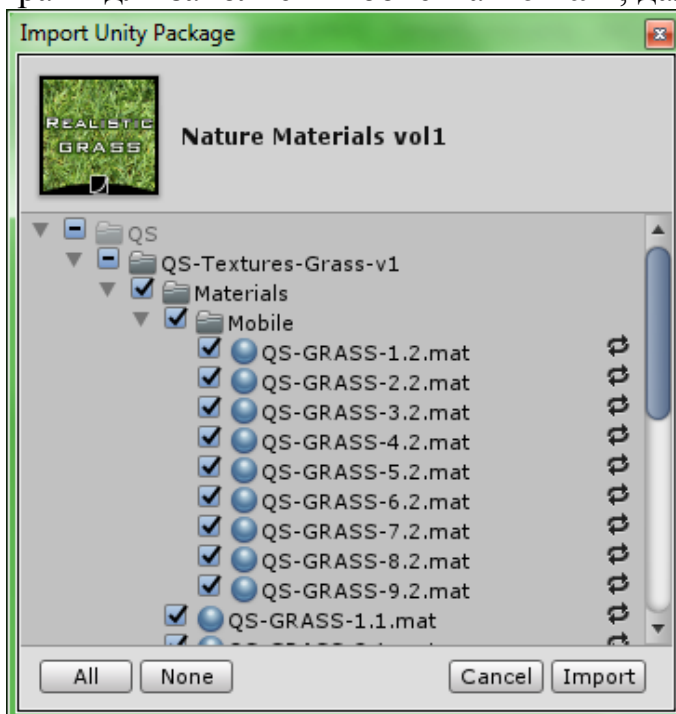 Import Unity Package
REALISTIC
GRASS
Nature Materials vol1
QS
QS-Textures-Grass-v1
Materials
Mobile
QS-GRASS-1.2.mat
QS-GRASS-2.2.mat
QS-GRASS-3.2.mat
QS-GRASS-4.2.mat
QS-GRASS-5.2.mat
QS-GRASS-6.2.mat
QS-GRASS-7.2.mat
QS-GRASS-8.2.mat
QS-GRASS-9.2.mat
QS-GRASS-1.1.mat
All None Cancel Import